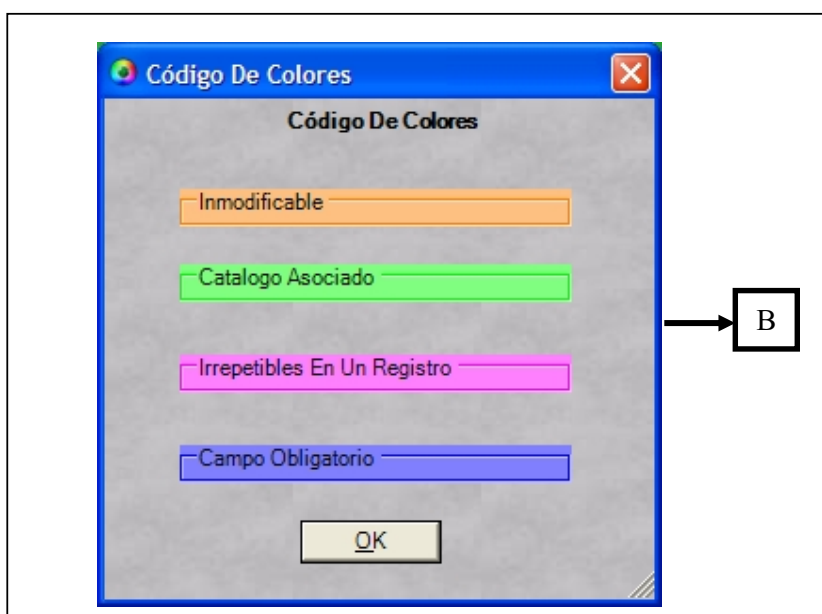 Código De Colores
Código De Colores
Inmodificable
Catalogo Asociado
Irrepetibles En Un Registro
Campo Obligatorio
OK
B